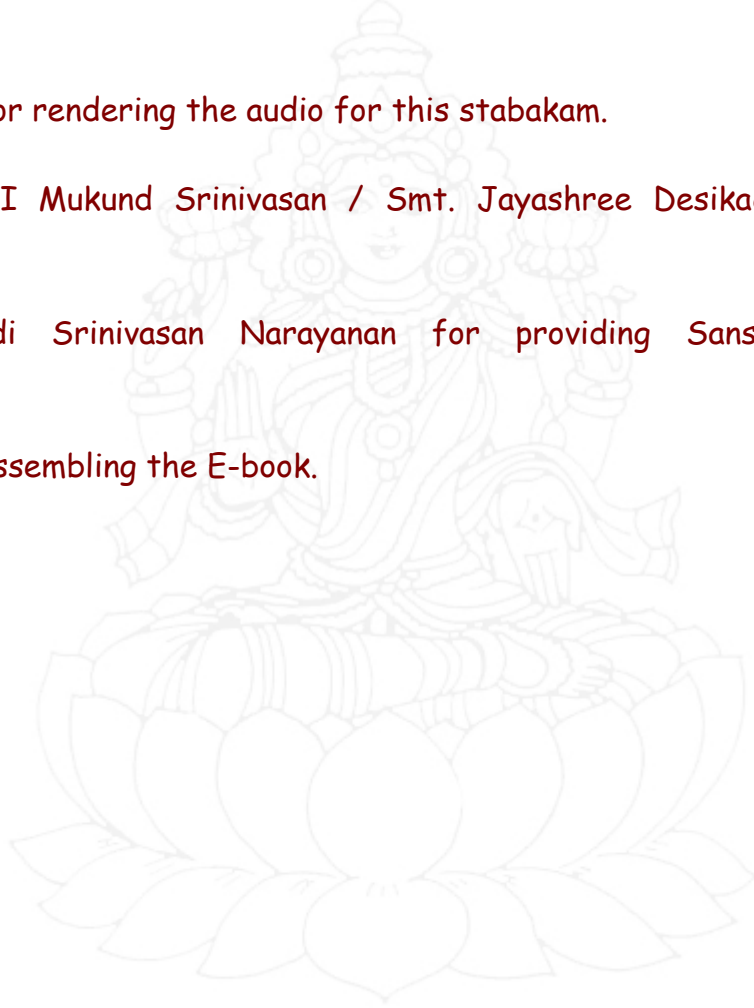 or rendering the audio for this stabakam.
I Mukund Srinivasan / Smt. Jayashree Desika
di Srinivasan Narayanan for providing Sans
ssembling the E-book.